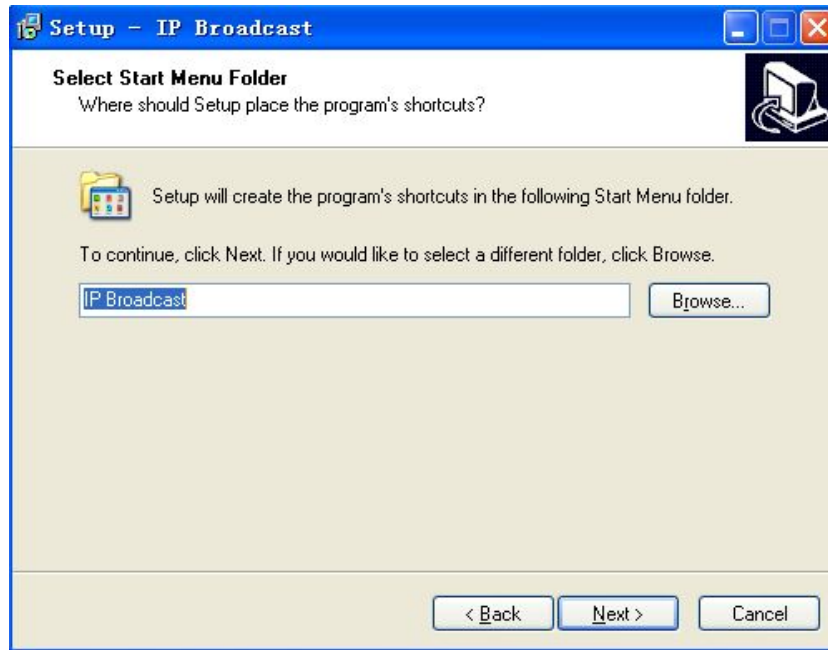 Setup - IP Broadcast
Select Start Menu Folder
Where should Setup place the program's shortcuts?
Setup will create the program's shortcuts in the following Start Menu folder.
To continue, click Next. If you would like to select a different folder, click Browse.
IP Broadcast
Browse...
< Back
Next >
Cancel